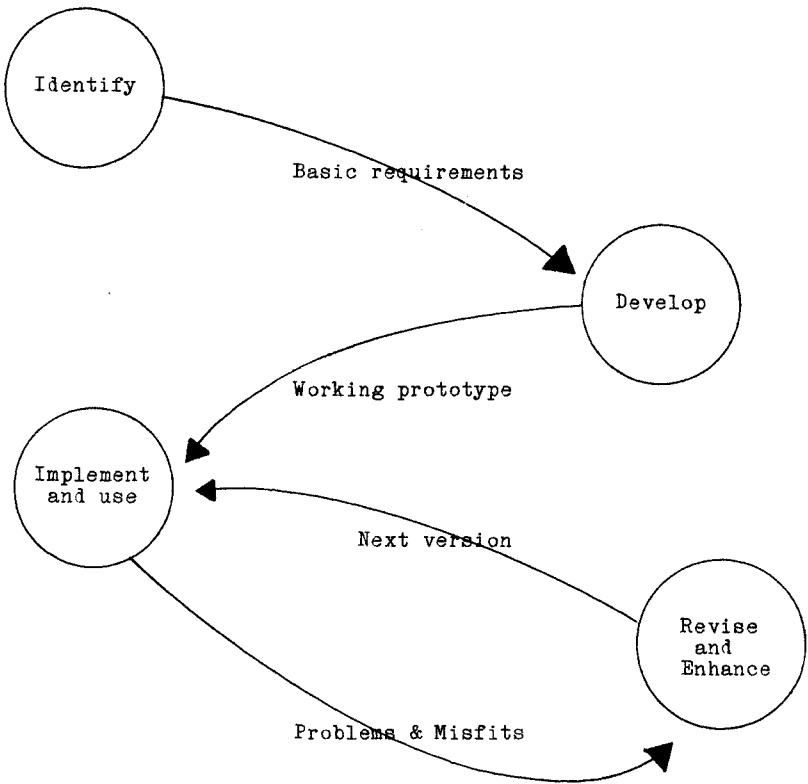 Identify
Basic requirements
Develop
Working prototype
Implement
and use
Next version
Revise
and
Enhance
Problems & Misfits